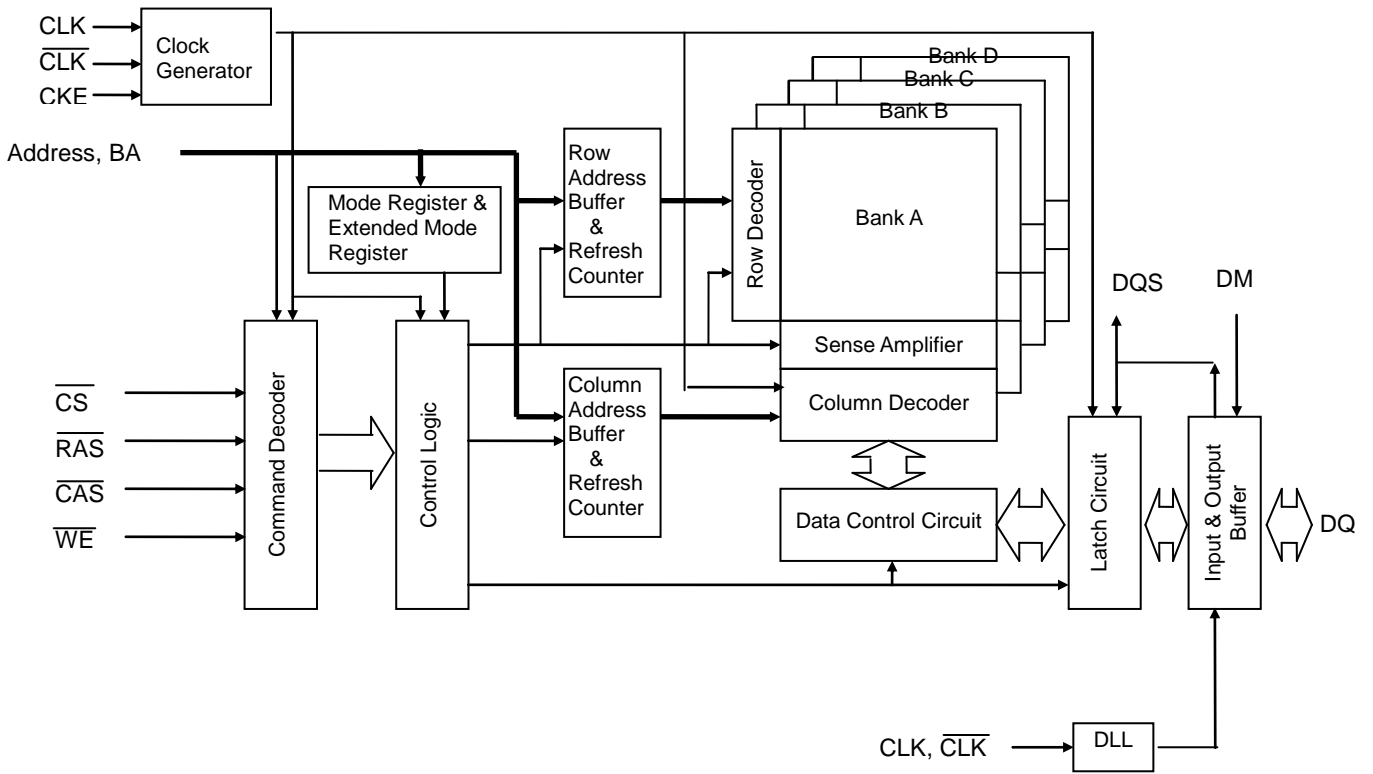 CLK
CLK
CKE
Clock
Generator
Bank D
Bank C
Bank B
Address, BA
Row
Address
Buffer
&
Refresh
Counter
Row Decoder
Bank A
Mode Register &
Extended Mode
Register
DQS
DM
Sense Amplifier
CS
RAS
CAS
WE
Command Decoder
Control Logic
Column
Address
Buffer
&
Refresh
Counter
Column Decoder
Data Control Circuit
Latch Circuit
Input & Output
Buffer
DQ
CLK, CLK
DLL